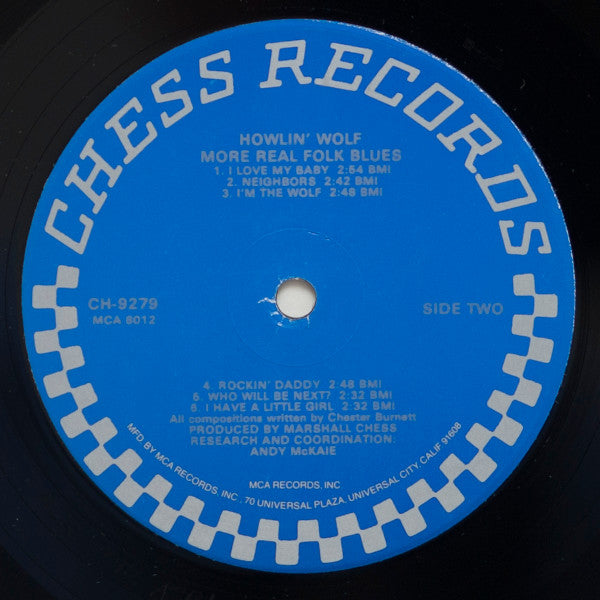 CHESS RECORDS
HOWLIN' WOLF
MORE REAL FOLK BLUES
1. I LOVE MY BABY 2:54 BMI
2. NEIGHBORS 2:42 BMI
3. I'M THE WOLF 2:48 BMI
CH-9279
MCA 8012
SIDE TWO
4. ROCKIN' DADDY 2:48 BMI
5. WHO WILL BE NEXT? 2:32 BMI
6. I HAVE A LITTLE GIRL 2:32 BMI
All compositions written by Chester Burnett
PRODUCED BY MARSHALL CHESS
RESEARCH AND COORDINATION:
ANDY McKAIE
MCA RECORDS, INC
MFD. BY MCA RECORDS, INC., 70 UNIVERSAL PLAZA, UNIVERSAL CITY, CALIF 91608